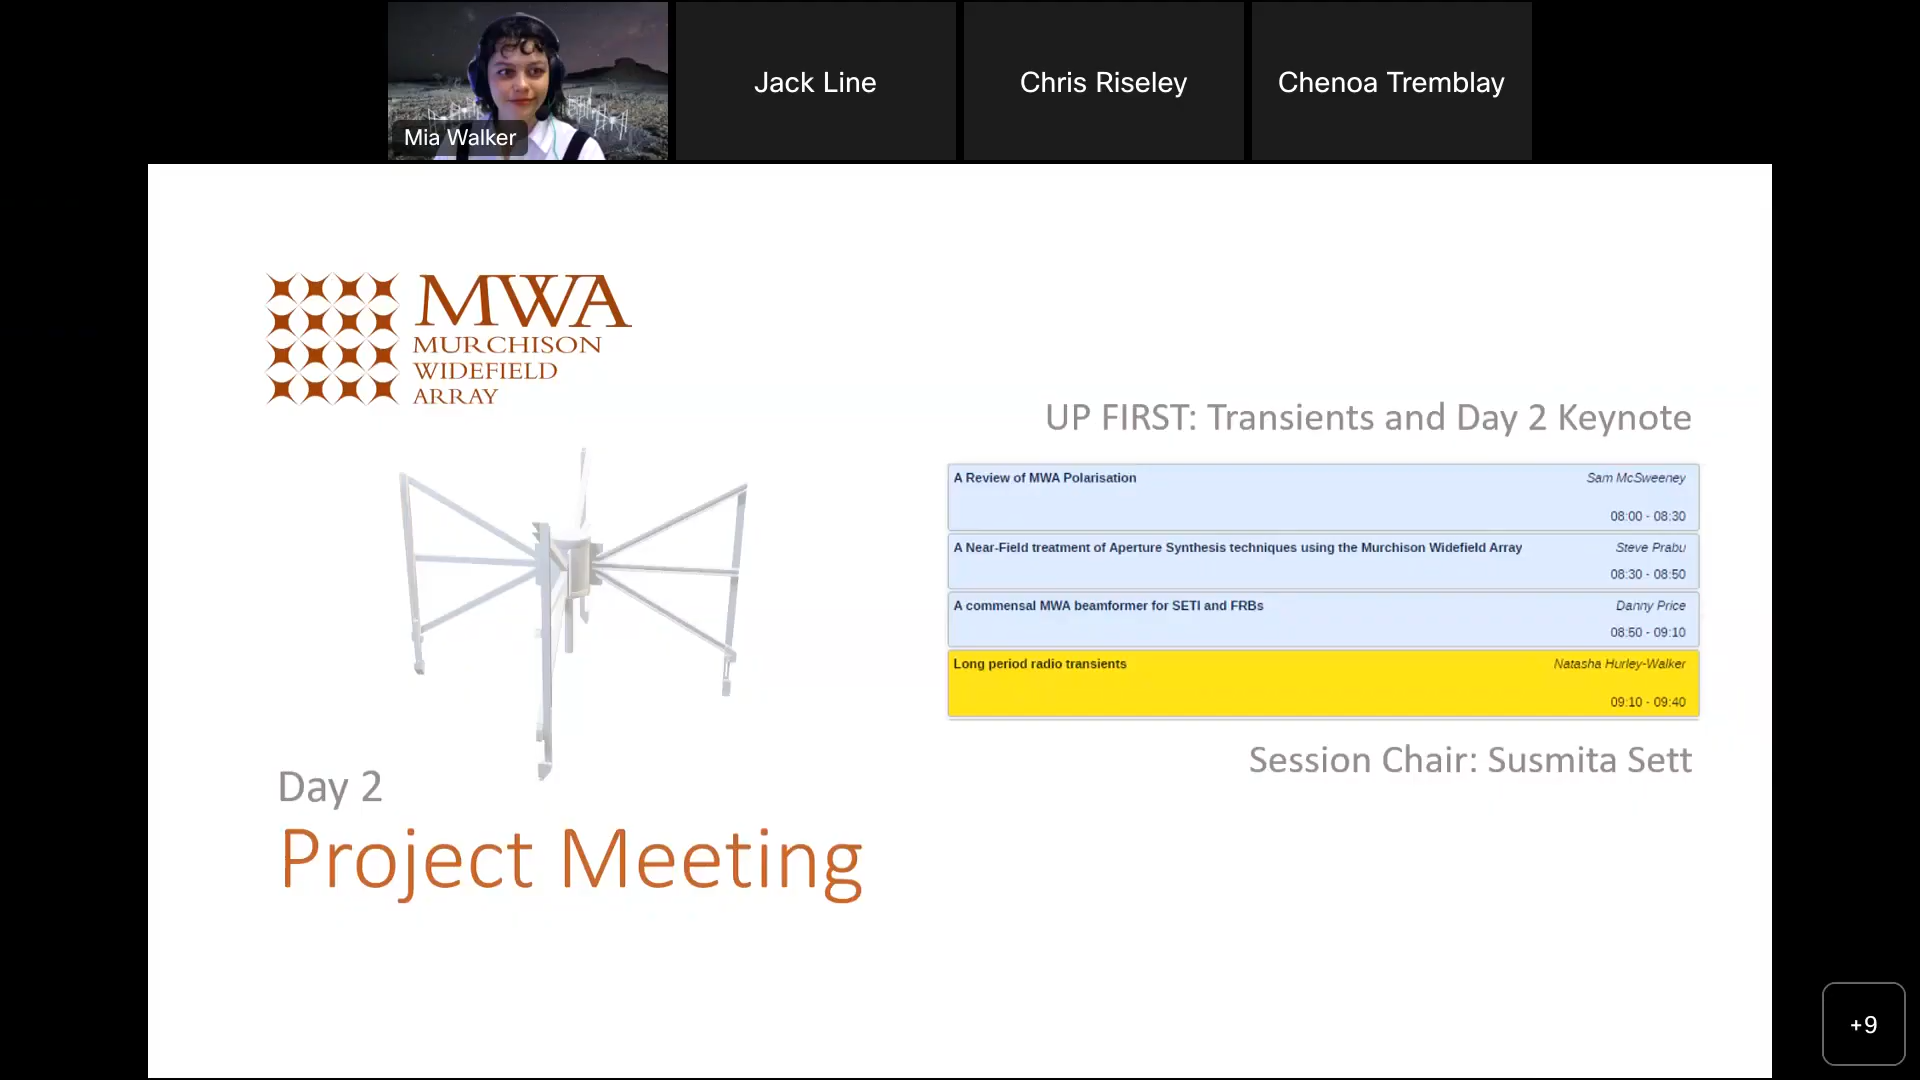 Mia Walker
Jack Line
Chris Riseley
Chenoa Tremblay
MWA
MURCHISON
WIDEFIELD
ARRAY
UP FIRST: Transients and Day 2 Keynote
A Review of MWA Polarisation Sam McSweeney
08:00 - 08:30
A Near-Field treatment of Aperture Synthesis techniques using the Murchison Widefield Array Steve Prabu
08:30 - 08:50
A commensal MWA beamformer for SETI and FRBs Danny Price
08:50 - 09:10
Long period radio transients Natasha Hurley-Walker
09:10 - 09:40
Session Chair: Susmita Sett
Day 2
Project Meeting
+9